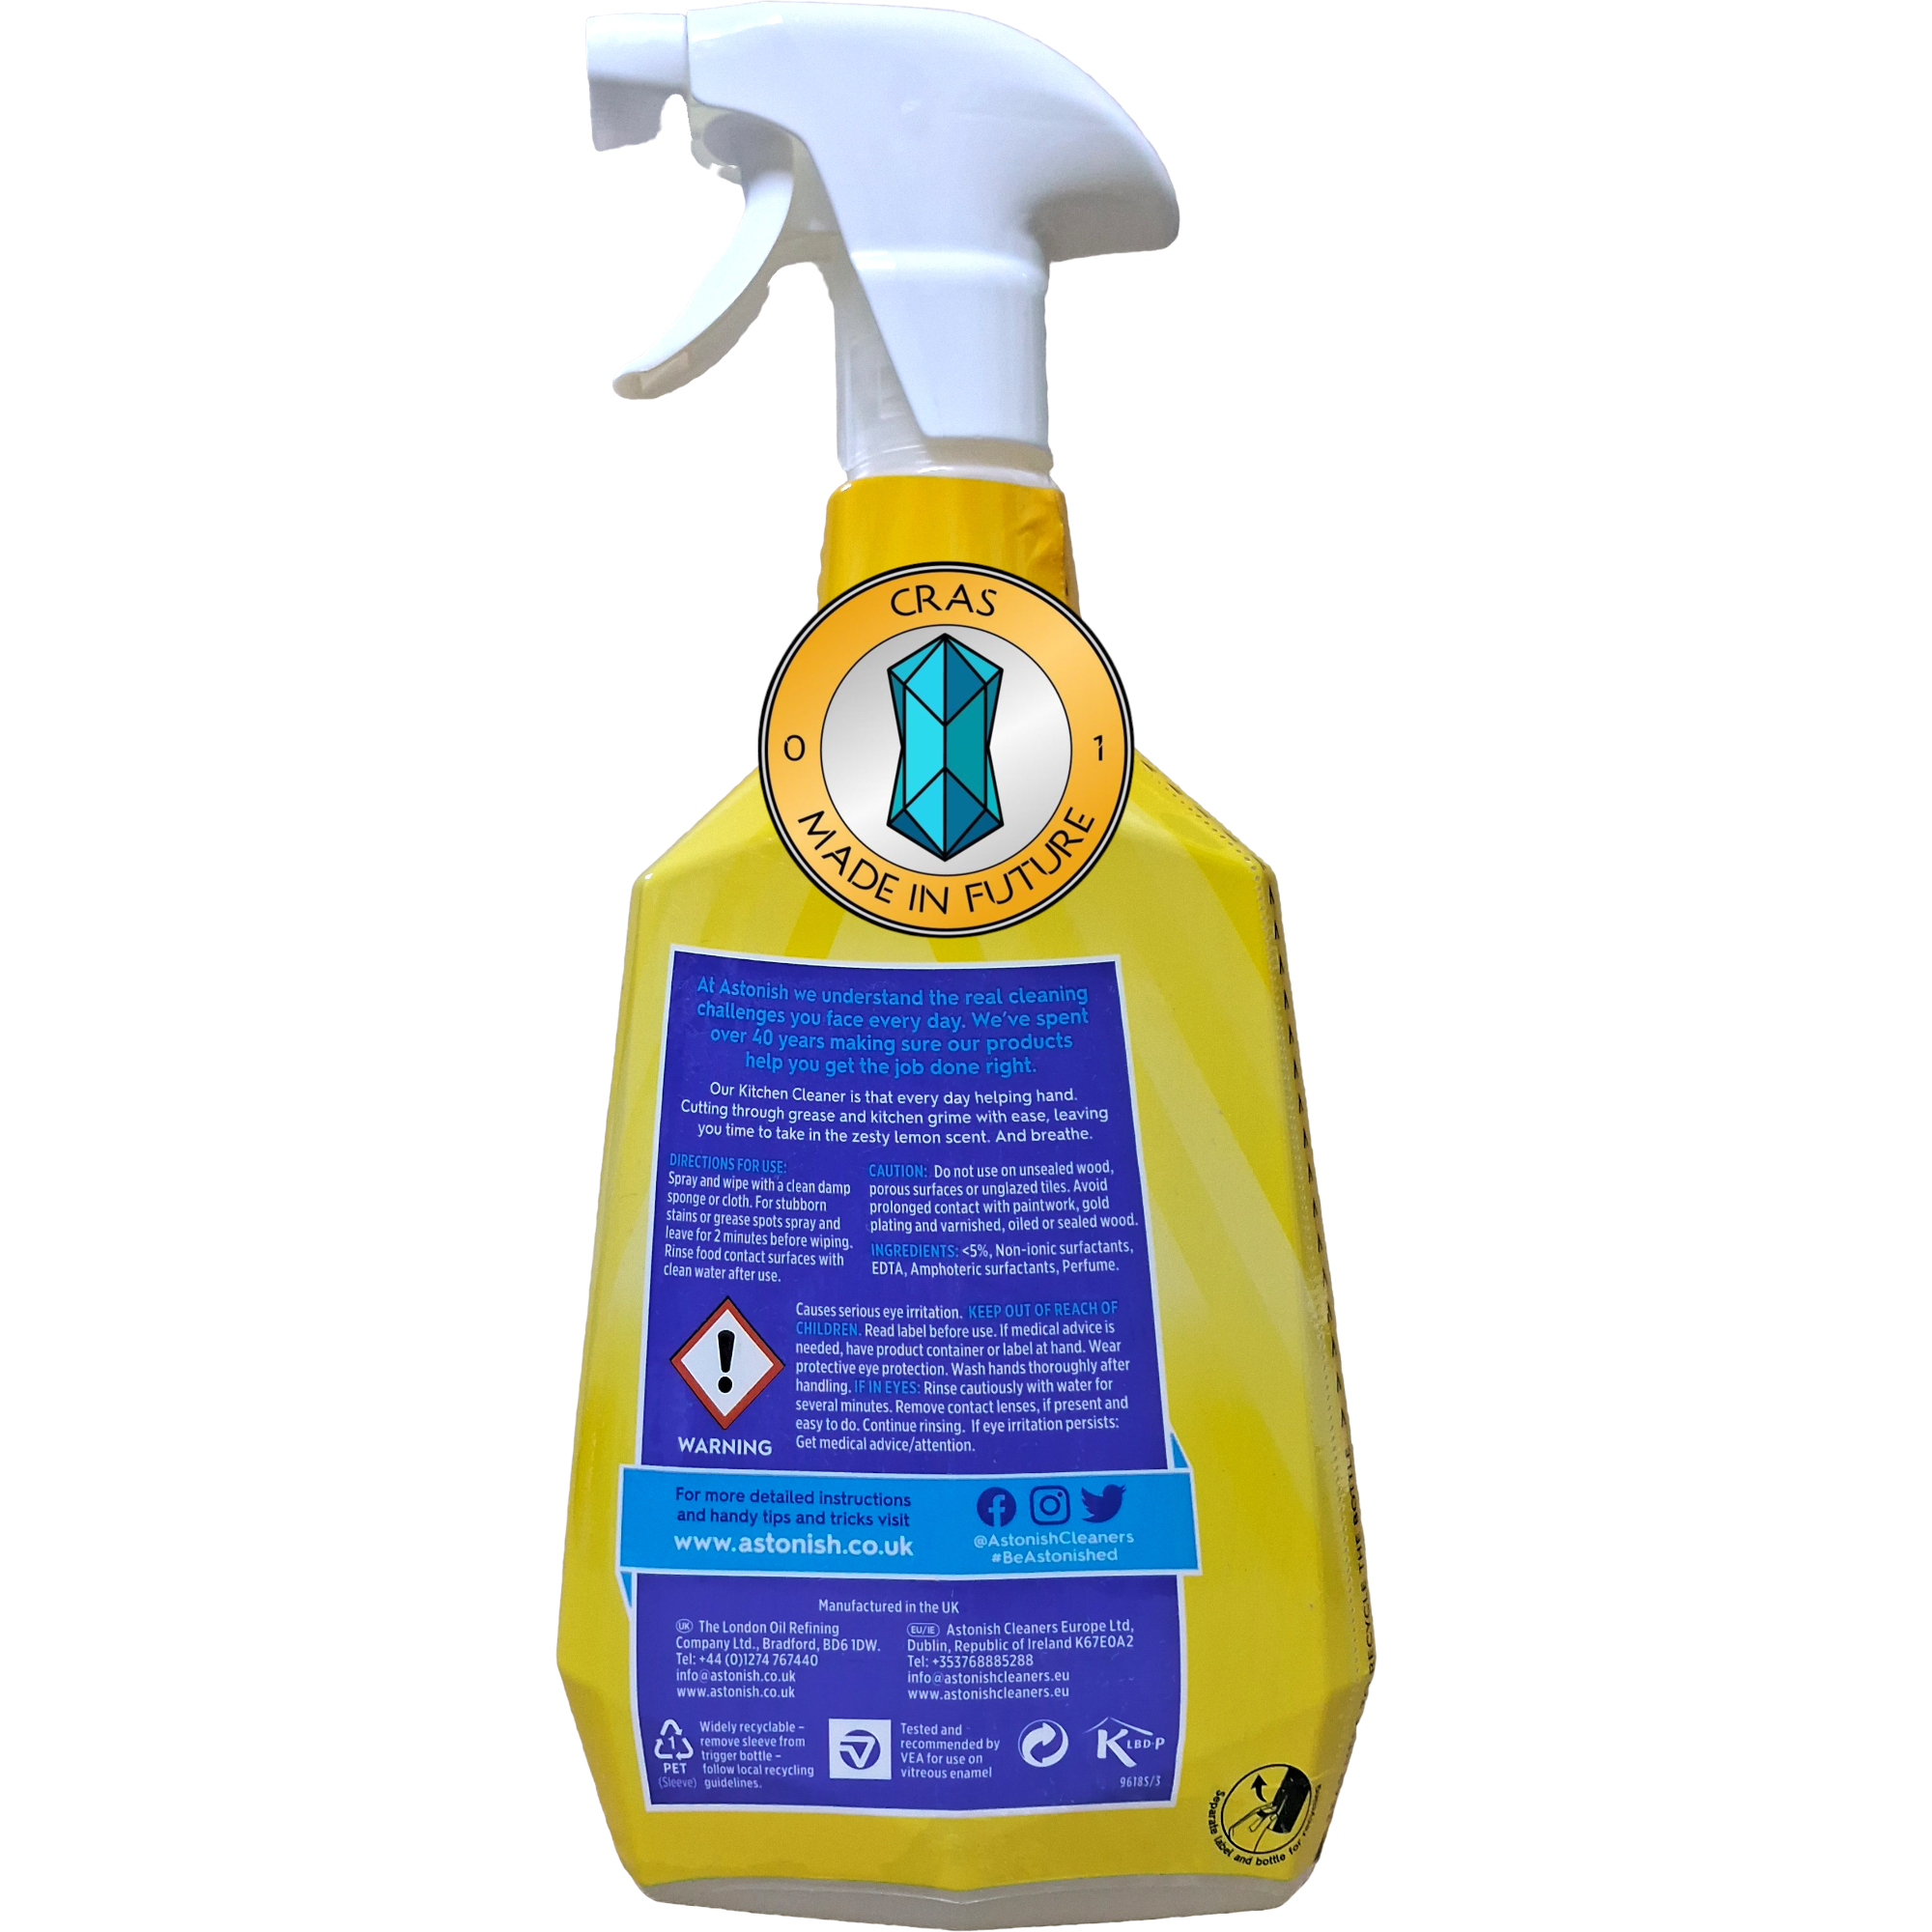 CRAS
0 1
MADE IN FUTURE
At Astonish we understand the real cleaning
challenges you face every day. We've spent
over 40 years making sure our products
help you get the job done right.
Our Kitchen Cleaner is that every day helping hand.
Cutting through grease and kitchen grime with ease, leaving
you time to take in the zesty lemon scent. And breathe.
DIRECTIONS FOR USE:
Spray and wipe with a clean damp
sponge or cloth. For stubborn
stains or grease spots spray and
leave for 2 minutes before wiping.
Rinse food contact surfaces with
clean water after use.
CAUTION: Do not use on unsealed wood,
porous surfaces or unglazed tiles. Avoid
prolonged contact with paintwork, gold
plating and varnished, oiled or sealed wood.
INGREDIENTS: <5%, Non-ionic surfactants,
EDTA, Amphoteric surfactants, Perfume.
Causes serious eye irritation. KEEP OUT OF REACH OF
CHILDREN. Read label before use. If medical advice is
needed, have product container or label at hand. Wear
protective eye protection. Wash hands thoroughly after
handling. IF IN EYES: Rinse cautiously with water for
several minutes. Remove contact lenses, if present and
easy to do. Continue rinsing. If eye irritation persists:
Get medical advice/attention.
WARNING
For more detailed instructions
and handy tips and tricks visit
www.astonish.co.uk
@AstonishCleaners
#BeAstonished
Manufactured in the UK
UK The London Oil Refining
Company Ltd., Bradford, BD6 1DW.
Tel: +44 (0)1274 767440
info@astonish.co.uk
www.astonish.co.uk
EU/IE Astonish Cleaners Europe Ltd,
Dublin, Republic of Ireland K67E0A2
Tel: +353768885288
info@astonishcleaners.eu
www.astonishcleaners.eu
1
PET
(Sleeve)
Widely recyclable –
remove sleeve from
trigger bottle –
follow local recycling
guidelines.
Tested and
recommended by
VEA for use on
vitreous enamel
KLBD-P
9618S/3
Separate label and bottle for recycling
RECYCLE THE BOTTLE